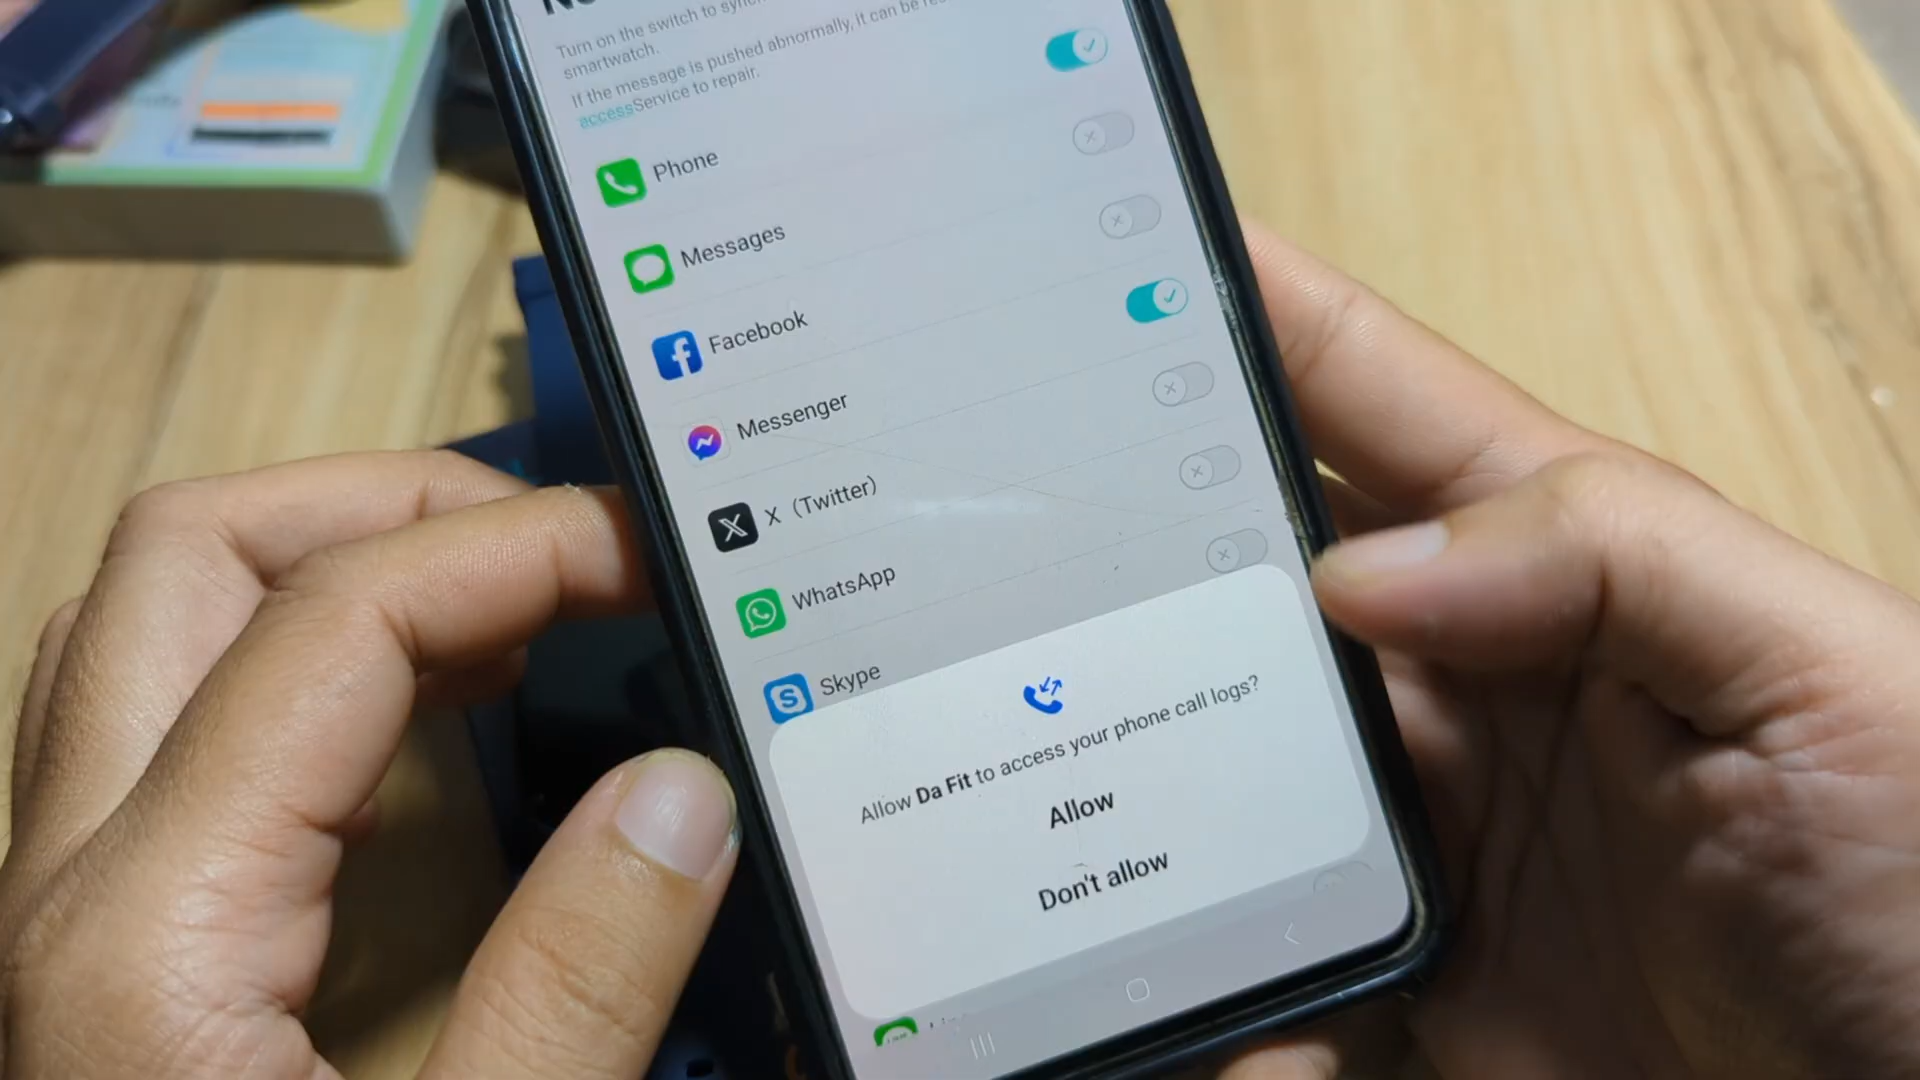 Turn on the switch to sync
smartwatch.
If the message is pushed abnormally, it can be
accessService to repair.
Phone
Messages
Facebook
Messenger
X (Twitter)
WhatsApp
Skype
Allow Da Fit to access your phone call logs?
Allow
Don't allow